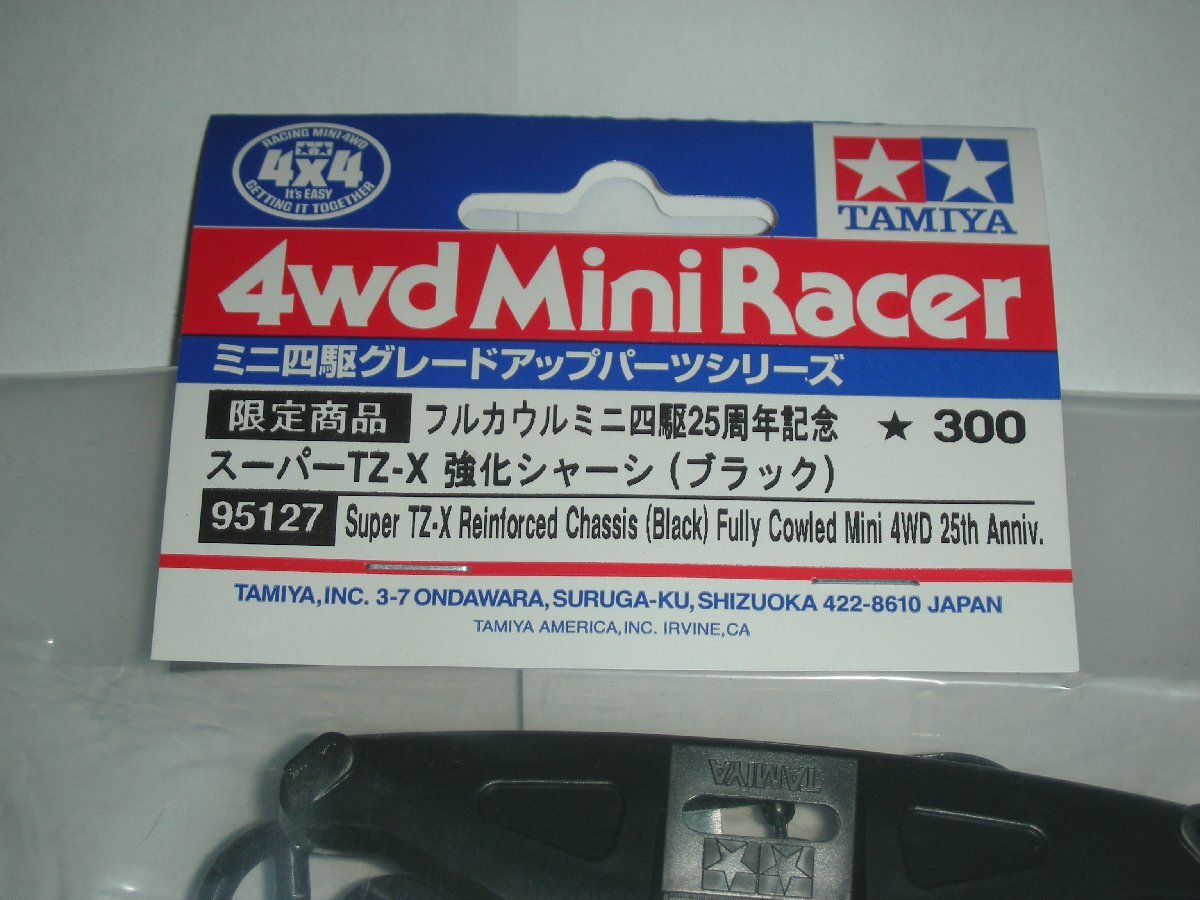 RACING MINI 4WD
4x4
It's EASY
GETTING IT TOGETHER
TAMIYA
4wd Mini Racer
ミニ四駆グレードアップパーツシリーズ
限定商品 フルカウルミニ四駆25周年記念 ★ 300
スーパーTZ-X 強化シャーシ (ブラック)
95127 Super TZ-X Reinforced Chassis (Black) Fully Cowled Mini 4WD 25th Anniv.
TAMIYA, INC. 3-7 ONDAWARA, SURUGA-KU, SHIZUOKA 422-8610 JAPAN
TAMIYA AMERICA, INC. IRVINE, CA
TAMIYA